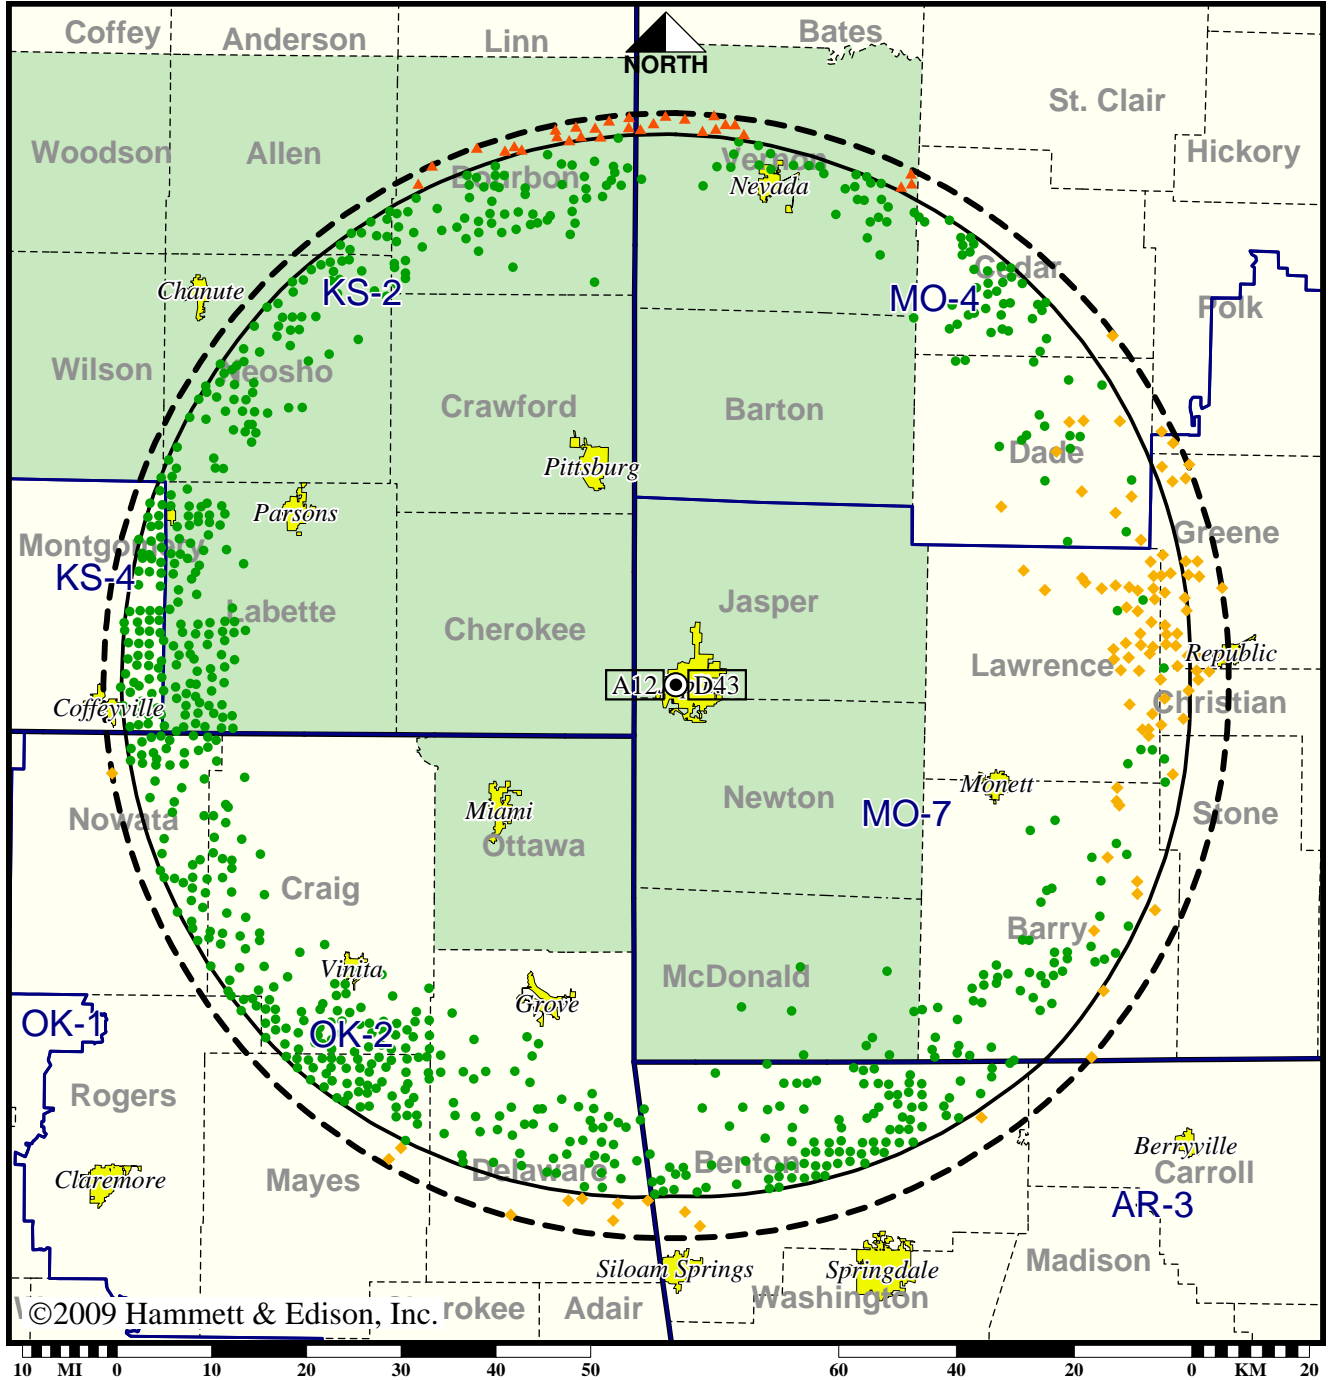 Coffey
Anderson
Linn
Bates
NORTH
St. Clair
Woodson
Allen
Bourbon
Vernon
Nevada
Hickory
Chanute
KS-2
Cedar
MO-4
Polk
Wilson
Neosho
Crawford
Barton
Pittsburg
Dade
Parsons
Montgomery
KS-4
Greene
Labette
Cherokee
Jasper
Lawrence
Republic
A12
D43
Coffeyville
Christian
Nowata
Miami
Ottawa
Newton
MO-7
Monett
Stone
Craig
Barry
Vinita
Grove
McDonald
OK-1
OK-2
Rogers
Claremore
Mayes
Delaware
Benton
Berryville
Carroll
AR-3
Siloam Springs
Springdale
Madison
©2009 Hammett & Edison, Inc.
rokee
Adair
Washington
10 MI 0 10 20 30 40 50 60 40 20 0 KM 20